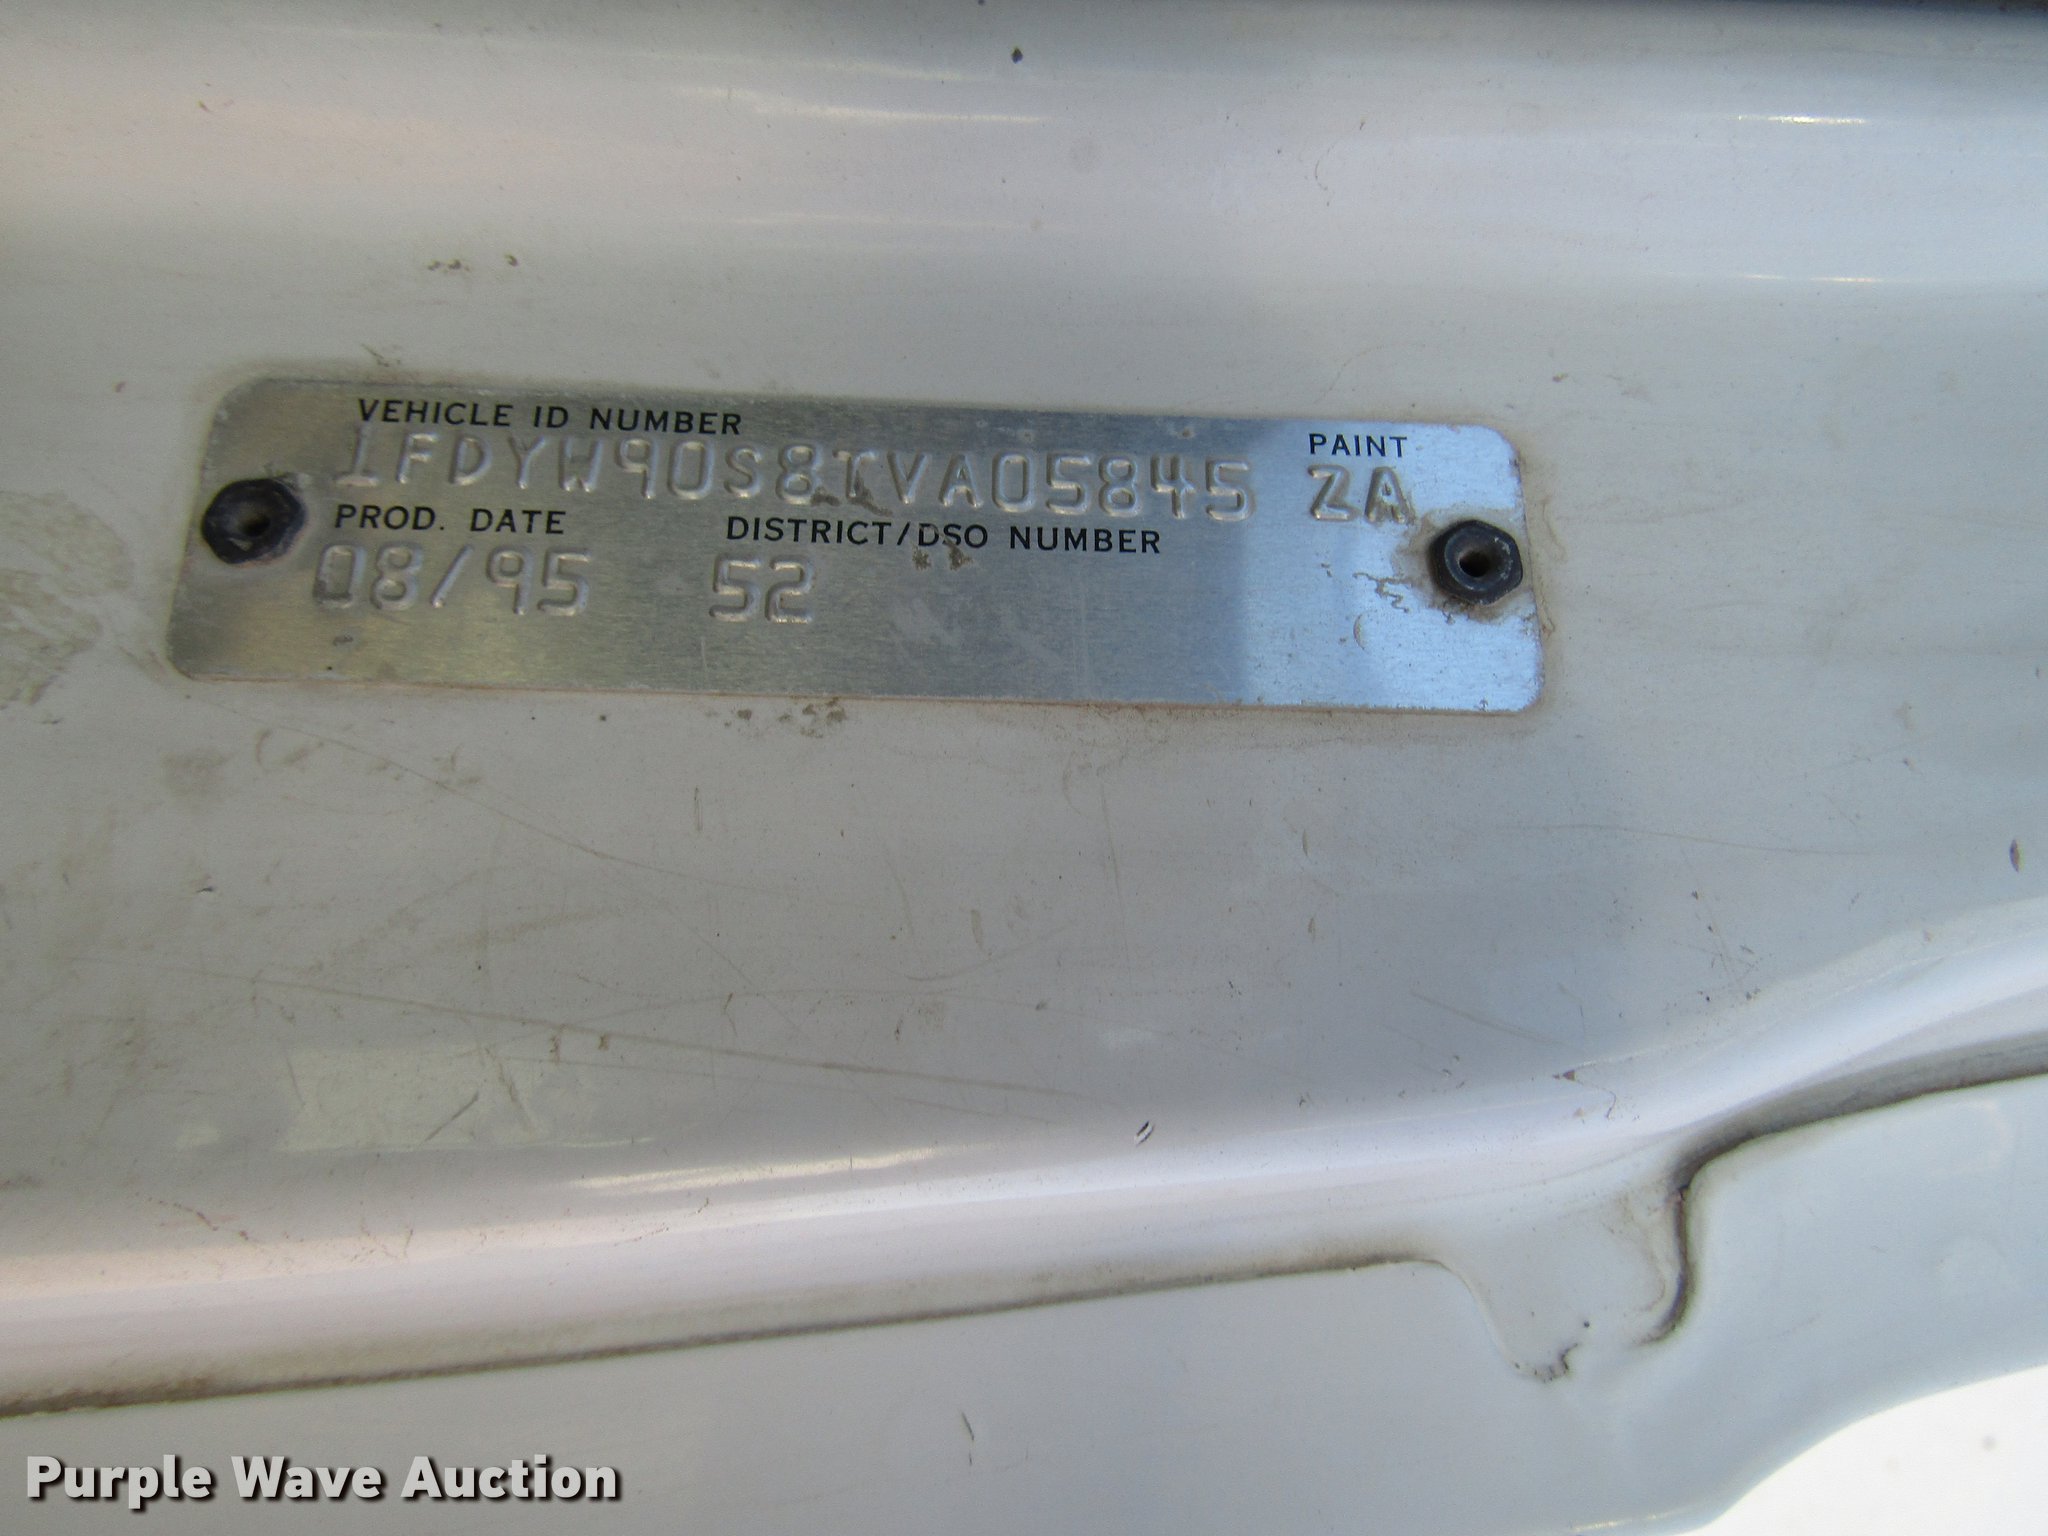 VEHICLE ID NUMBER
1FDYW90S8TVA05845
PAINT
ZA
PROD. DATE
DISTRICT/DSO NUMBER
08/95
52
Purple Wave Auction